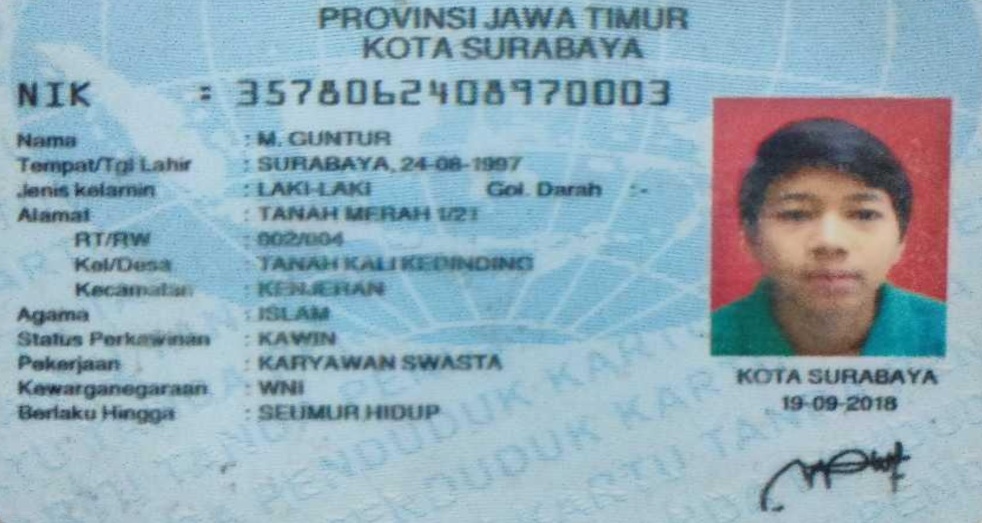 PROVINSI JAWA TIMUR
KOTA SURABAYA
NIK : 3578062408970003
Nama : M. GUNTUR
Tempat/Tgl Lahir : SURABAYA, 24-08-1997
Jenis kelamin : LAKI-LAKI Gol. Darah : -
Alamat : TANAH MERAH 1/21
RT/RW : 002/004
Kel/Desa : TANAH KALI KEDINDING
Kecamatan : KENJERAN
Agama : ISLAM
Status Perkawinan : KAWIN
Pekerjaan : KARYAWAN SWASTA
Kewarganegaraan : WNI
Berlaku Hingga : SEUMUR HIDUP
KOTA SURABAYA
19-09-2018